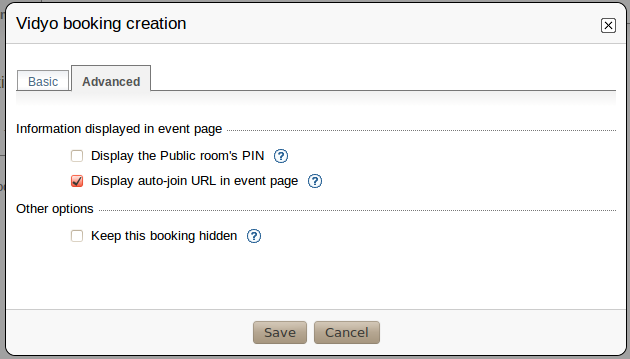 Vidyo booking creation
Basic
Advanced
Information displayed in event page
Display the Public room's PIN ?
Display auto-join URL in event page ?
Other options
Keep this booking hidden ?
Save
Cancel